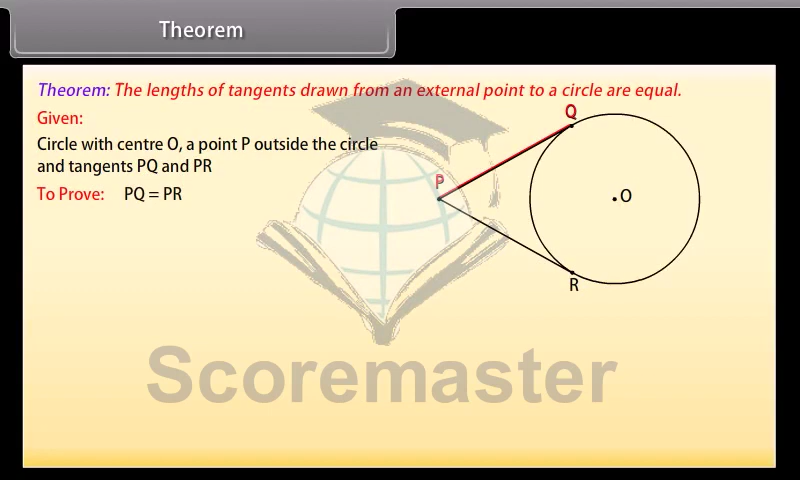 Theorem
Theorem: The lengths of tangents drawn from an external point to a circle are equal.
Given:
Circle with centre O, a point P outside the circle
and tangents PQ and PR
To Prove: PQ = PR
Q
P
O
R
Scoremaster